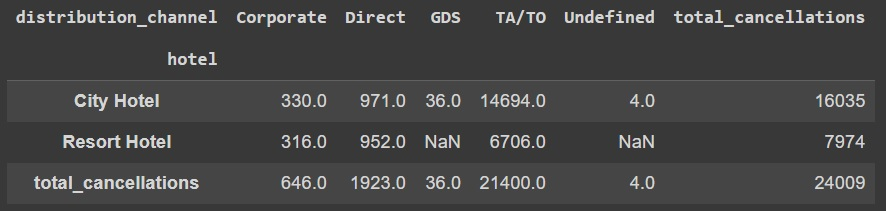 distribution_channel Corporate Direct GDS TA/TO Undefined total_cancellations
hotel
City Hotel 330.0 971.0 36.0 14694.0 4.0 16035
Resort Hotel 316.0 952.0 NaN 6706.0 NaN 7974
total_cancellations 646.0 1923.0 36.0 21400.0 4.0 24009